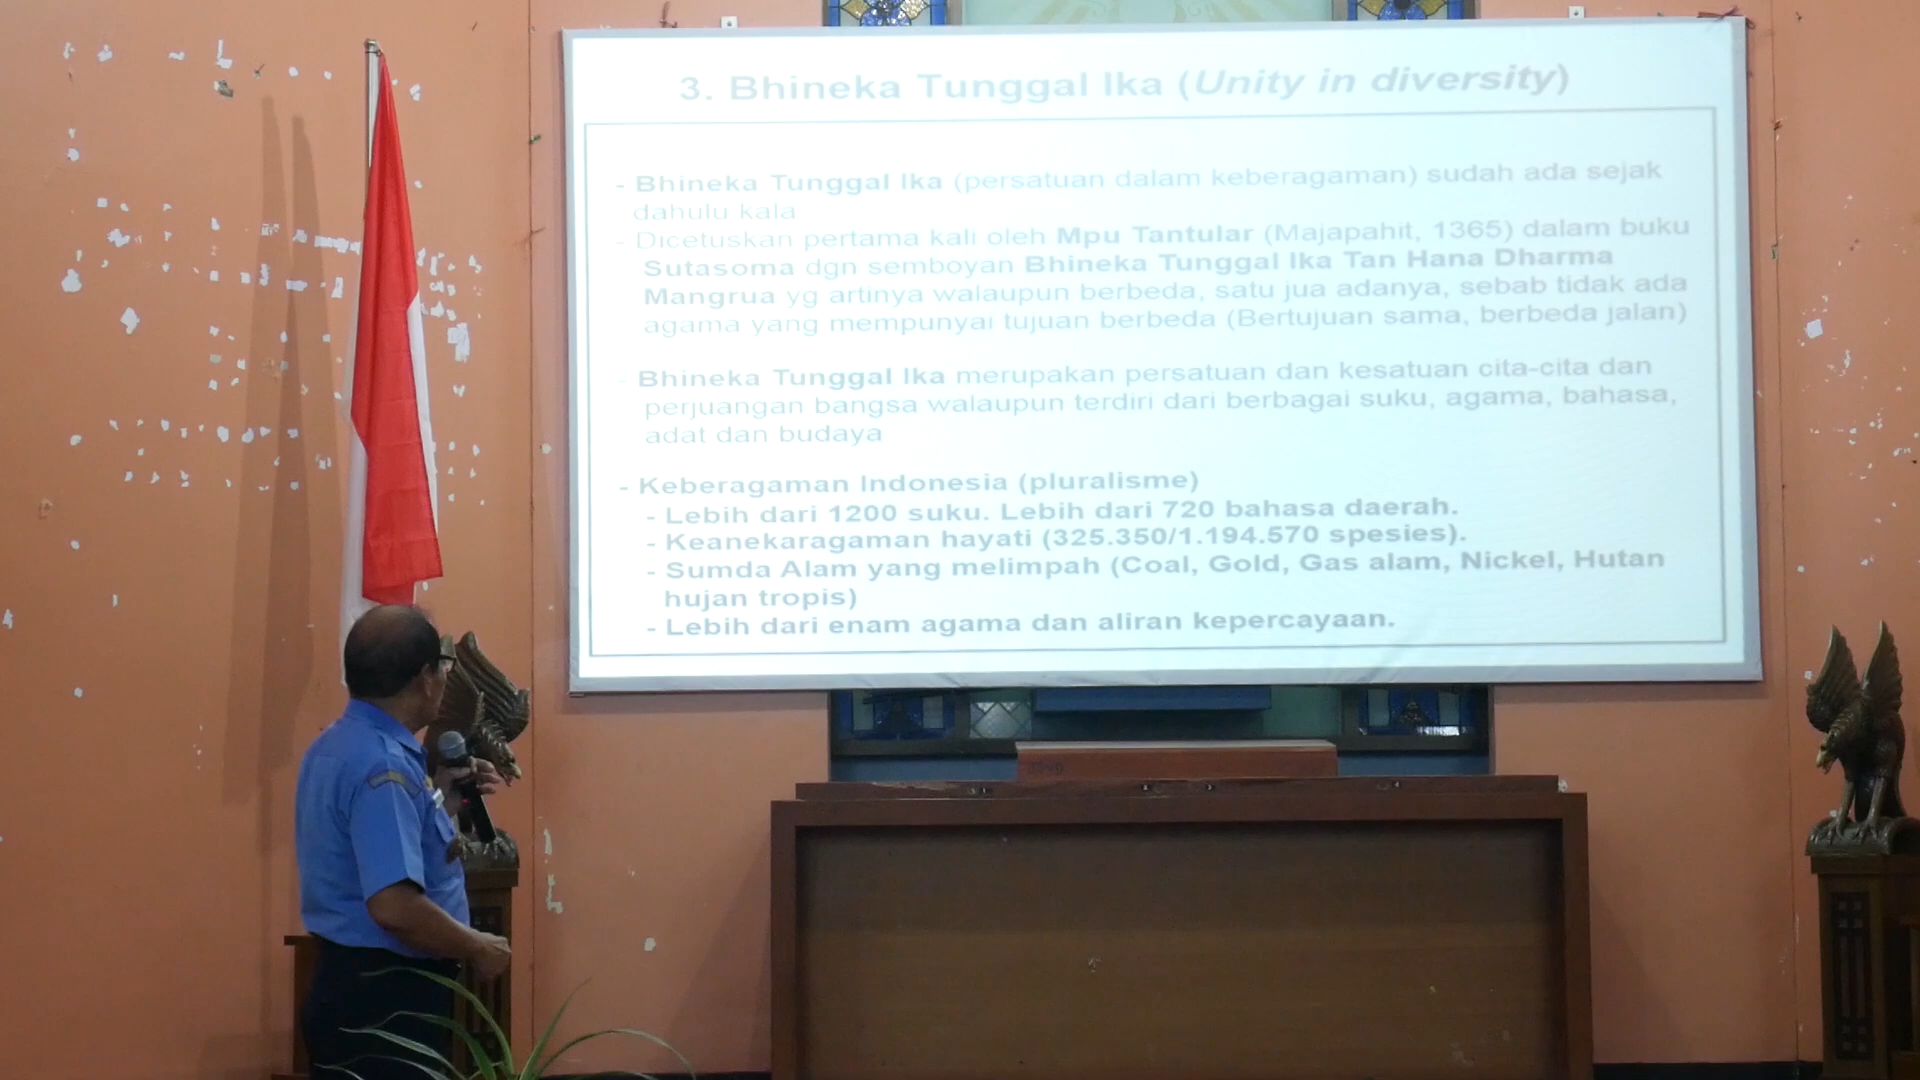 3. Bhineka Tunggal Ika (Unity in diversity)
- Bhineka Tunggal Ika (persatuan dalam keberagaman) sudah ada sejak
dahulu kala
- Dicetuskan pertama kali oleh Mpu Tantular (Majapahit, 1365) dalam buku
Sutasoma dgn semboyan Bhineka Tunggal Ika Tan Hana Dharma
Mangrua yg artinya walaupun berbeda, satu jua adanya, sebab tidak ada
agama yang mempunyai tujuan berbeda (Bertujuan sama, berbeda jalan)
- Bhineka Tunggal Ika merupakan persatuan dan kesatuan cita-cita dan
perjuangan bangsa walaupun terdiri dari berbagai suku, agama, bahasa,
adat dan budaya
- Keberagaman Indonesia (pluralisme)
- Lebih dari 1200 suku. Lebih dari 720 bahasa daerah.
- Keanekaragaman hayati (325.350/1.194.570 spesies).
- Sumda Alam yang melimpah (Coal, Gold, Gas alam, Nickel, Hutan
hujan tropis)
- Lebih dari enam agama dan aliran kepercayaan.